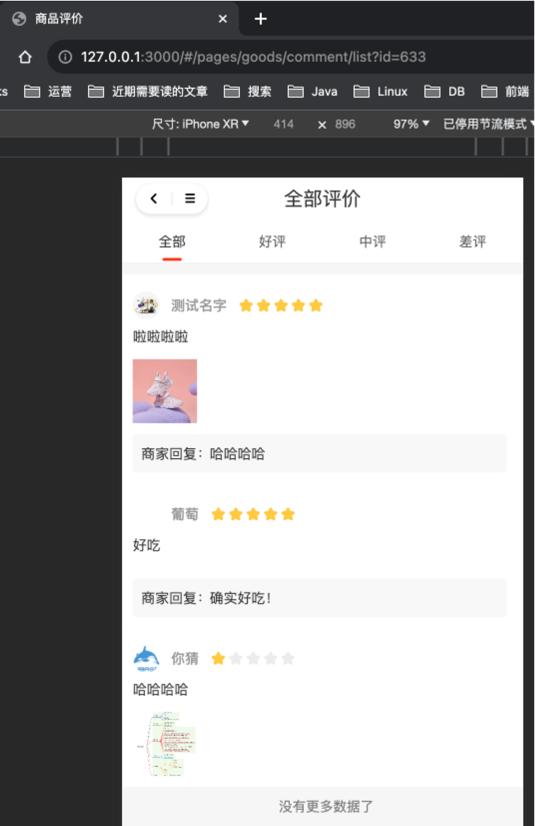 商品评价
127.0.0.1:3000/#/pages/goods/comment/list?id=633
ks 运营 近期需要读的文章 搜索 Java Linux DB 前端
尺寸: iPhone XR 414 × 896 97% 已停用节流模式
全部评价
全部 好评 中评 差评
测试名字
啦啦啦啦
商家回复：哈哈哈哈
葡萄
好吃
商家回复：确实好吃！
你猜
哈哈哈哈
没有更多数据了